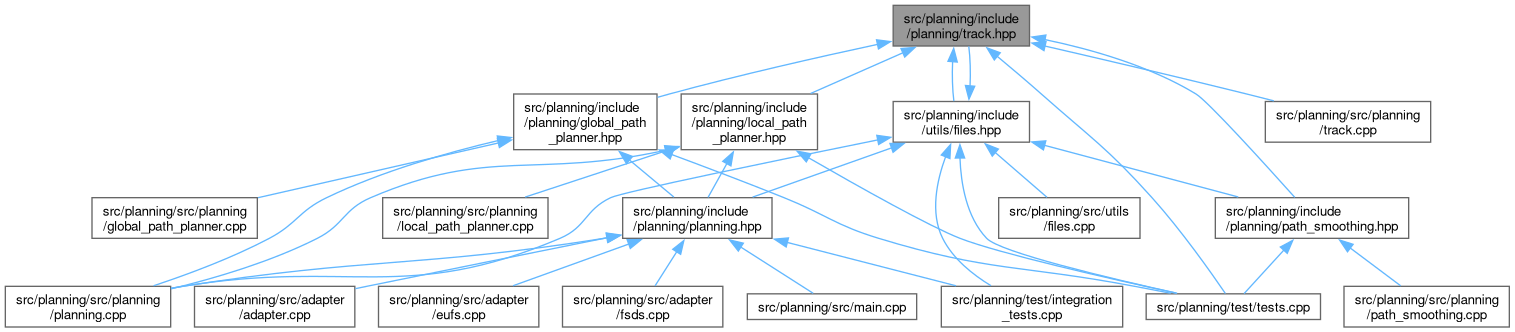 src/planning/include
/planning/track.hpp
src/planning/include
/planning/global_path
_planner.hpp
src/planning/include
/planning/local_path
_planner.hpp
src/planning/include
/utils/files.hpp
src/planning/src/planning
/track.cpp
src/planning/src/planning
/global_path_planner.cpp
src/planning/src/planning
/local_path_planner.cpp
src/planning/include
/planning/planning.hpp
src/planning/src/utils
/files.cpp
src/planning/include
/planning/path_smoothing.hpp
src/planning/src/planning
/planning.cpp
src/planning/src/adapter
/adapter.cpp
src/planning/src/adapter
/eufs.cpp
src/planning/src/adapter
/fsds.cpp
src/planning/src/main.cpp
src/planning/test/integration
_tests.cpp
src/planning/test/tests.cpp
src/planning/src/planning
/path_smoothing.cpp